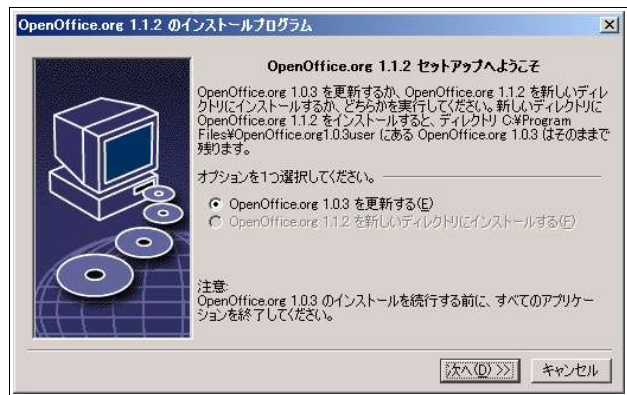 OpenOffice.org 1.1.2 のインストールプログラム
OpenOffice.org 1.1.2 セットアップへようこそ
OpenOffice.org 1.0.3 を更新するか、OpenOffice.org 1.1.2 を新しいディレ
クトリにインストールするか、どちらかを実行してください。新しいディレクトリに
OpenOffice.org 1.1.2 をインストールすると、ディレクトリ C:¥Program
Files¥OpenOffice.org1.0.3user にある OpenOffice.org 1.0.3 はそのままで
残ります。
オプションを1つ選択してください。
OpenOffice.org 1.0.3 を更新する(E)
OpenOffice.org 1.1.2 を新しいディレクトリにインストールする(F)
注意:
OpenOffice.org 1.0.3 のインストールを続行する前に、すべてのアプリケー
ションを終了してください。
次へ(D) >>
キャンセル